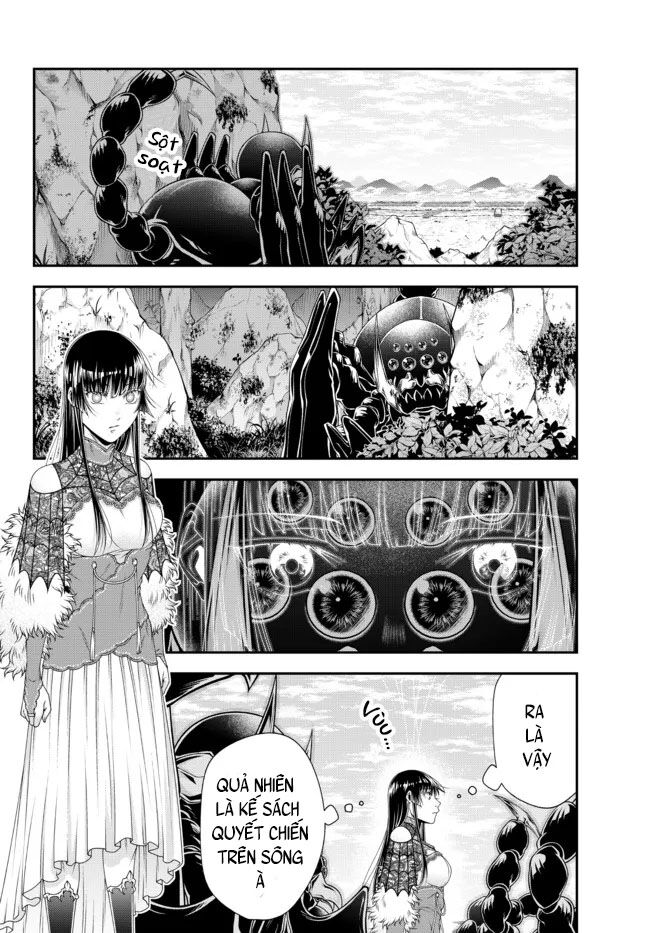 Sột
soạt
Vùu...
RA
LÀ
VẬY
QUẢ NHIÊN
LÀ KẾ SÁCH
QUYẾT CHIẾN
TRÊN SÔNG
À